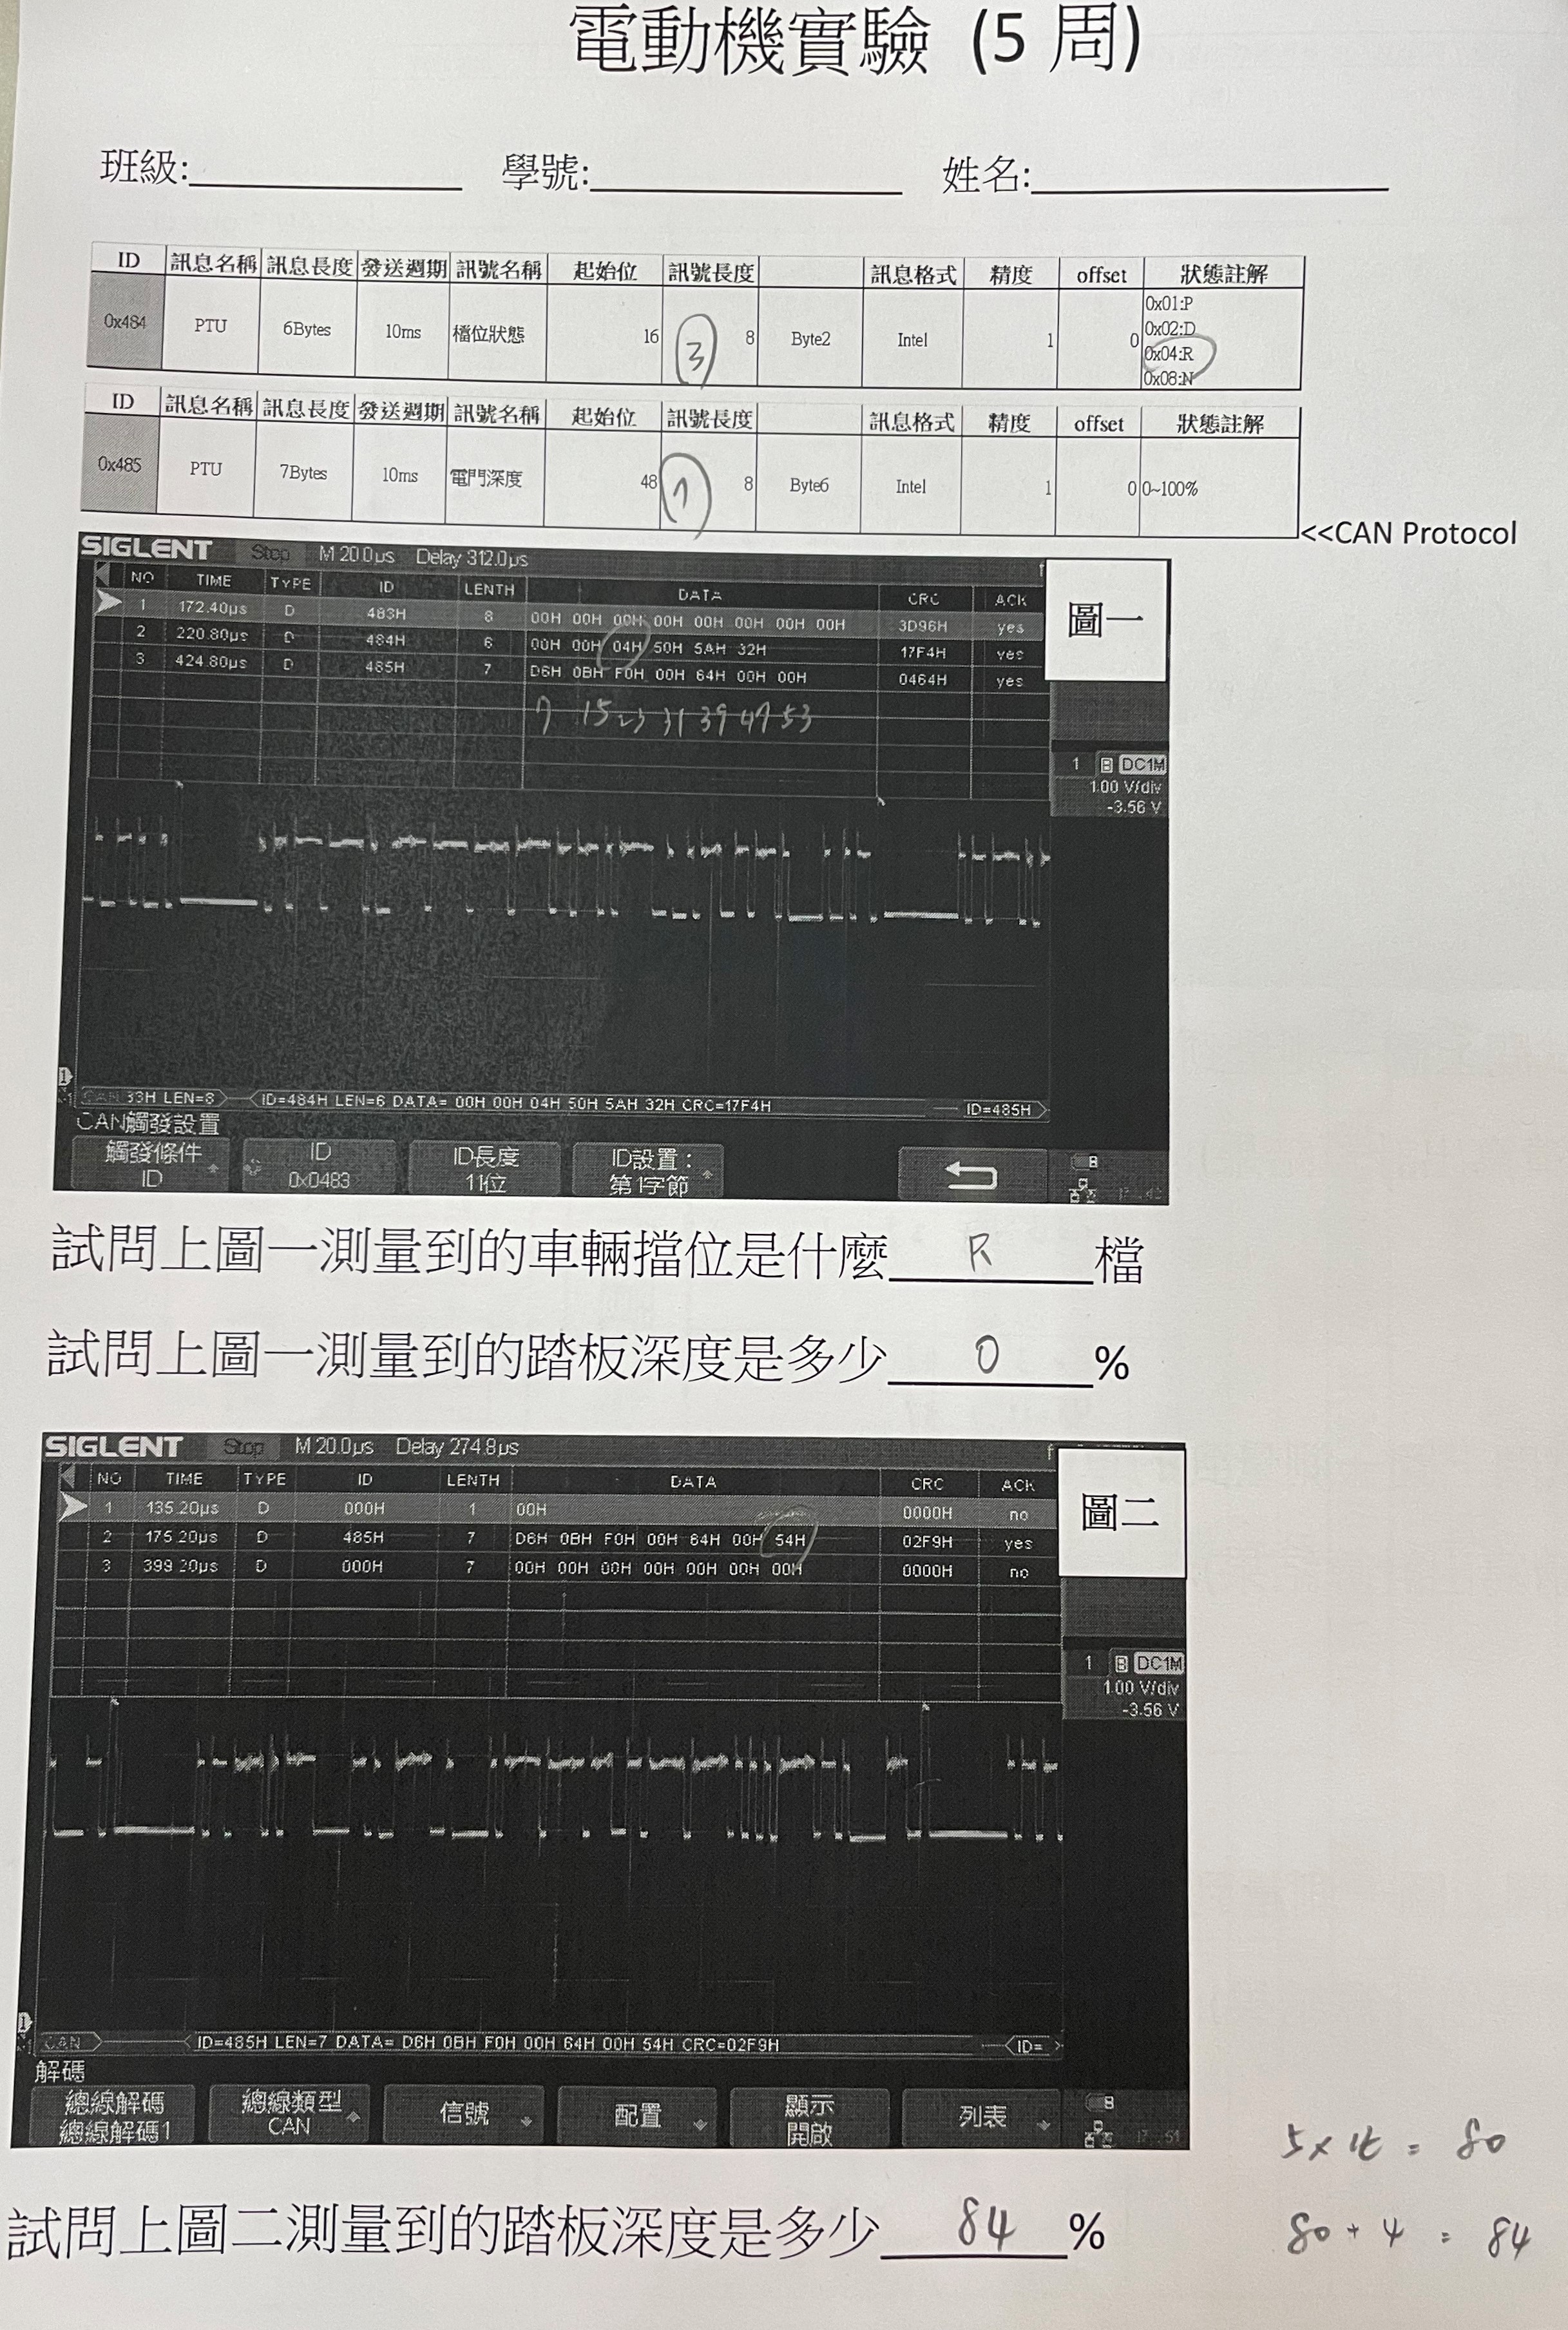 電動機實驗 (5 周)
班級: 學號: 姓名:
ID 訊息名稱 訊息長度 發送週期 訊號名稱 起始位 訊號長度 訊息格式 精度 offset 狀態註解
0x484 PTU 6Bytes 10ms 檔位狀態 16 3 8 Byte2 Intel 1 0 0x01:P
0x02:D
0x04:R
0x08:N
ID 訊息名稱 訊息長度 發送週期 訊號名稱 起始位 訊號長度 訊息格式 精度 offset 狀態註解
0x485 PTU 7Bytes 10ms 電門深度 48 7 8 Byte6 Intel 1 0 0~100%
<<CAN Protocol
SIGLENT Stop M 20.0µs Delay 312.0µs
圖一
NO TIME TYPE ID LENTH DATA CRC ACK
1 172.40µs D 483H 8 00H 00H 00H 00H 00H 00H 00H 00H 3D96H yes
2 220.80µs D 484H 6 00H 00H 04H 50H 5AH 32H 17F4H yes
3 424.80µs D 485H 7 D6H 0BH F0H 00H 64H 00H 00H 0464H yes
7 15 23 31 39 47 53
1 B DC1M
1.00 V/div
-3.56 V
CAN 33H LEN=8 ID=484H LEN=6 DATA= 00H 00H 04H 50H 5AH 32H CRC=17F4H ID=485H
CAN觸發設置
觸發條件 ID ID長度 ID設置：
ID 0x0483 11位 第1字節
試問上圖一測量到的車輛擋位是什麼 R 檔
試問上圖一測量到的踏板深度是多少 0 %
SIGLENT Stop M 20.0µs Delay 274.8µs
圖二
NO TIME TYPE ID LENTH DATA CRC ACK
1 135.20µs D 000H 1 00H 0000H no
2 175.20µs D 485H 7 D6H 0BH F0H 00H 64H 00H 54H 02F9H yes
3 399.20µs D 000H 7 00H 00H 00H 00H 00H 00H 00H 0000H no
1 B DC1M
1.00 V/div
-3.56 V
CAN ID=485H LEN=7 DATA= D6H 0BH F0H 00H 64H 00H 54H CRC=02F9H ID=
解碼
總線解碼 總線類型 信號 配置 顯示 列表
總線解碼1 CAN 開啟
5 x 16 = 80
試問上圖二測量到的踏板深度是多少 84 %
80 + 4 = 84